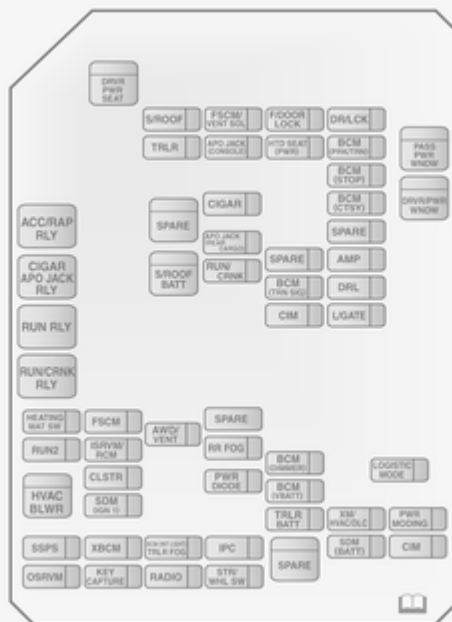 DRV/R
PWR
SEAT
S/ROOF
FSCM/
VENT SOL
F/DOOR
LOCK
DR/LCK
TRLR
APO JACK
(CONSOLE)
HTD SEAT
(PWR)
BCM
(PRK/TRN)
PASS
PWR
WNDW
BCM
(STOP)
DRVR/PWR
WNDW
BCM
(CTSY)
CIGAR
SPARE
ACC/RAP
RLY
SPARE
APO JACK
(REAR
CARGO)
SPARE
AMP
CIGAR
APO JACK
RLY
S/ROOF
BATT
RUN/
CRNK
BCM
(TRN SIG)
DRL
RUN RLY
CIM
L/GATE
RUN/CRNK
RLY
HEATING
MAT SW
FSCM
AWD/
VENT
SPARE
RUN2
ISRVM/
RCM
RR FOG
CLSTR
BCM
(DIMMER)
LOGISTIC
MODE
HVAC
BLWR
SDM
(IGN 1)
PWR
DIODE
BCM
(VBATT)
TRLR
BATT
XM/
HVAC/DLC
PWR
MODING
SSPS
XBCM
TRLR FOG
IPC
SPARE
SDM
(BATT)
CIM
OSRVM
KEY
CAPTURE
RADIO
STR/
WHL SW